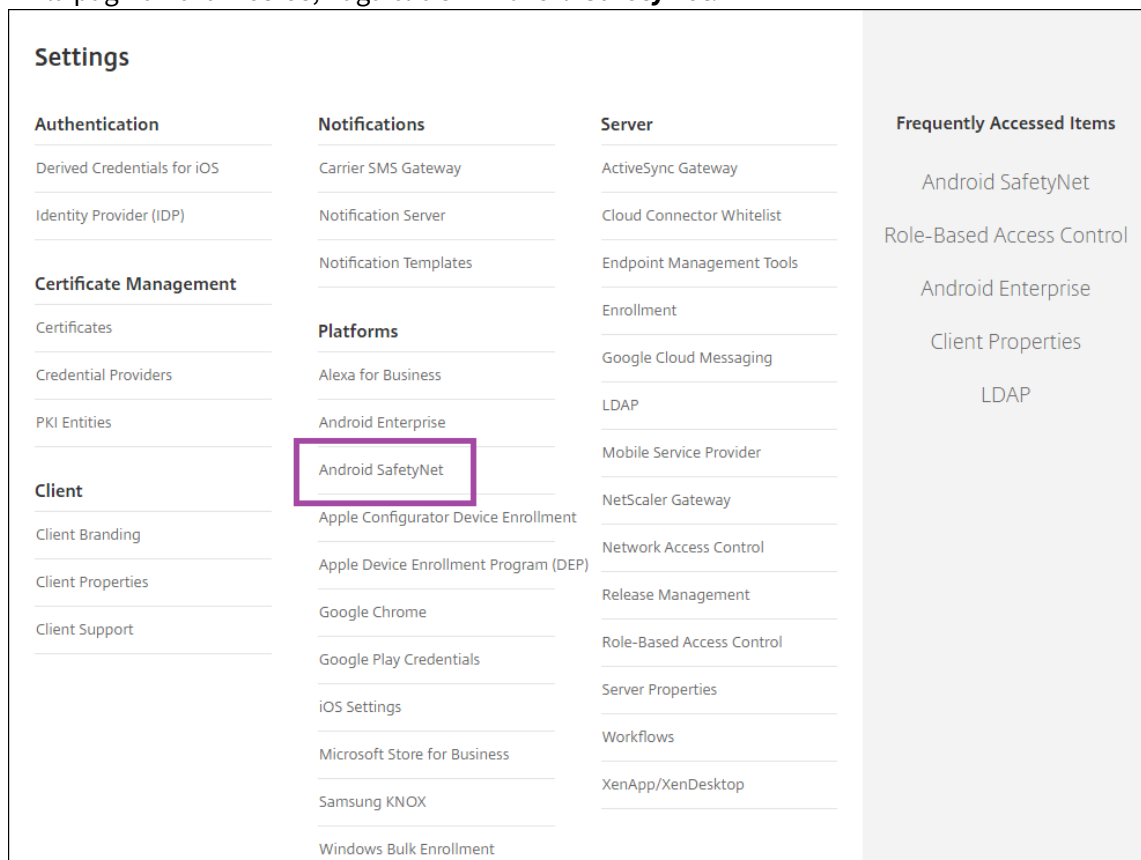 Settings
Authentication
Derived Credentials for iOS
Identity Provider (IDP)
Certificate Management
Certificates
Credential Providers
PKI Entities
Client
Client Branding
Client Properties
Client Support
Notifications
Carrier SMS Gateway
Notification Server
Notification Templates
Platforms
Alexa for Business
Android Enterprise
Android SafetyNet
Apple Configurator Device Enrollment
Apple Device Enrollment Program (DEP)
Google Chrome
Google Play Credentials
iOS Settings
Microsoft Store for Business
Samsung KNOX
Windows Bulk Enrollment
Server
ActiveSync Gateway
Cloud Connector Whitelist
Endpoint Management Tools
Enrollment
Google Cloud Messaging
LDAP
Mobile Service Provider
NetScaler Gateway
Network Access Control
Release Management
Role-Based Access Control
Server Properties
Workflows
XenApp/XenDesktop
Frequently Accessed Items
Android SafetyNet
Role-Based Access Control
Android Enterprise
Client Properties
LDAP